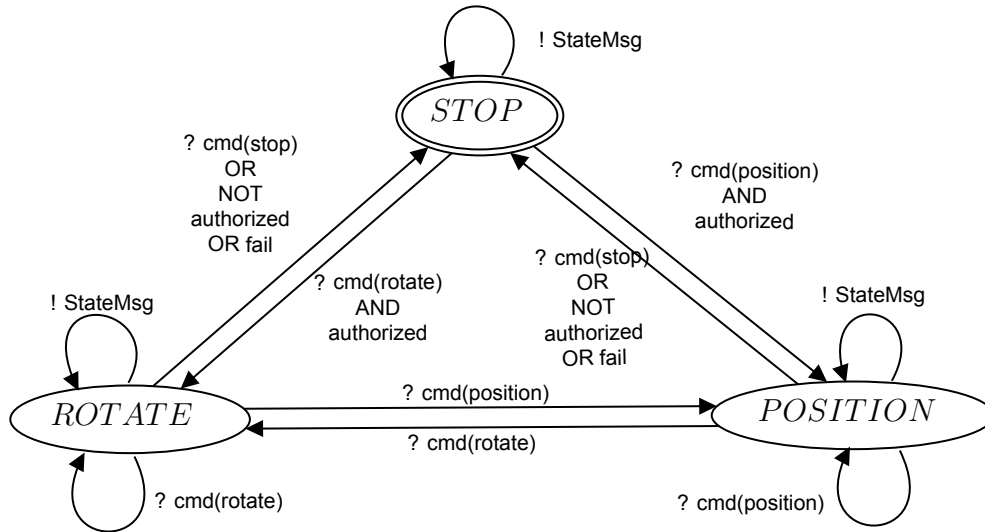 ! StateMsg
STOP
? cmd(stop)
OR
NOT
authorized
OR fail
? cmd(position)
AND
authorized
? cmd(rotate)
AND
authorized
? cmd(stop)
OR
NOT
authorized
OR fail
! StateMsg
! StateMsg
ROTATE
? cmd(position)
POSITION
? cmd(rotate)
? cmd(rotate)
? cmd(position)